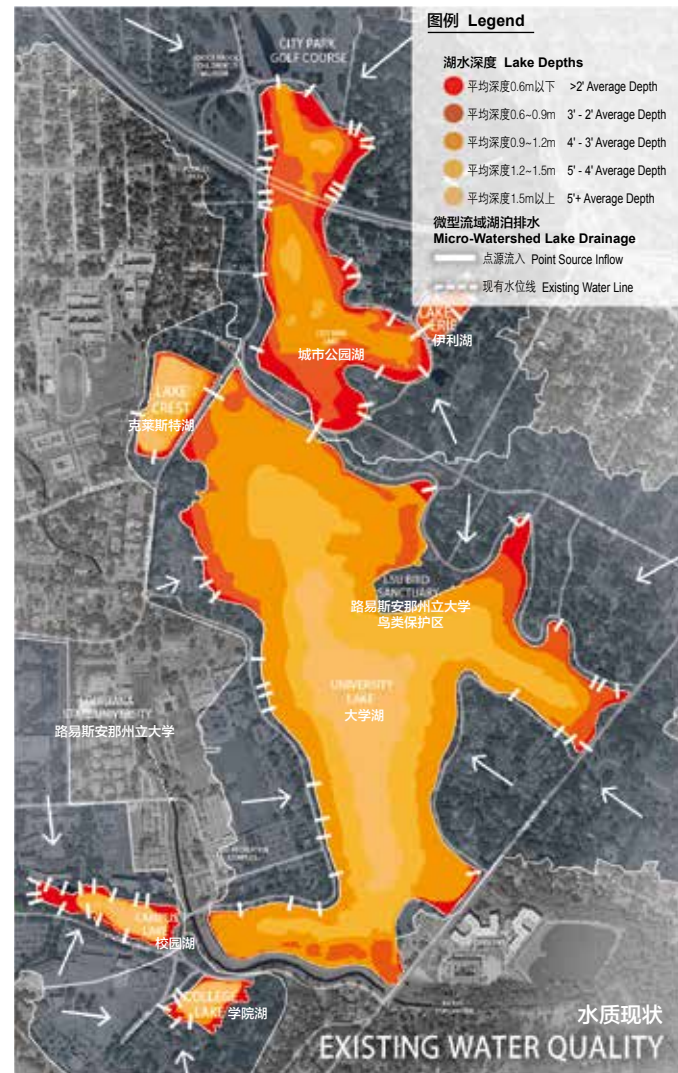 图例 Legend
湖水深度 Lake Depths
平均深度0.6m以下 >2' Average Depth
平均深度0.6~0.9m 3' - 2' Average Depth
平均深度0.9~1.2m 4' - 3' Average Depth
平均深度1.2~1.5m 5' - 4' Average Depth
平均深度1.5m以上 5'+ Average Depth
微型流域湖泊排水
Micro-Watershed Lake Drainage
点源流入 Point Source Inflow
现有水位线 Existing Water Line
CITY PARK
GOLF COURSE
LAKE
ERIE
伊利湖
城市公园湖
LAKE
CREST
克莱斯特湖
LSU BIRD
SANCTUARY
路易斯安那州立大学
鸟类保护区
UNIVERSITY
LAKE
大学湖
LOUISIANA
STATE UNIVERSITY
路易斯安那州立大学
CAMPUS
LAKE
校园湖
COLLEGE
LAKE 学院湖
水质现状
EXISTING WATER QUALITY